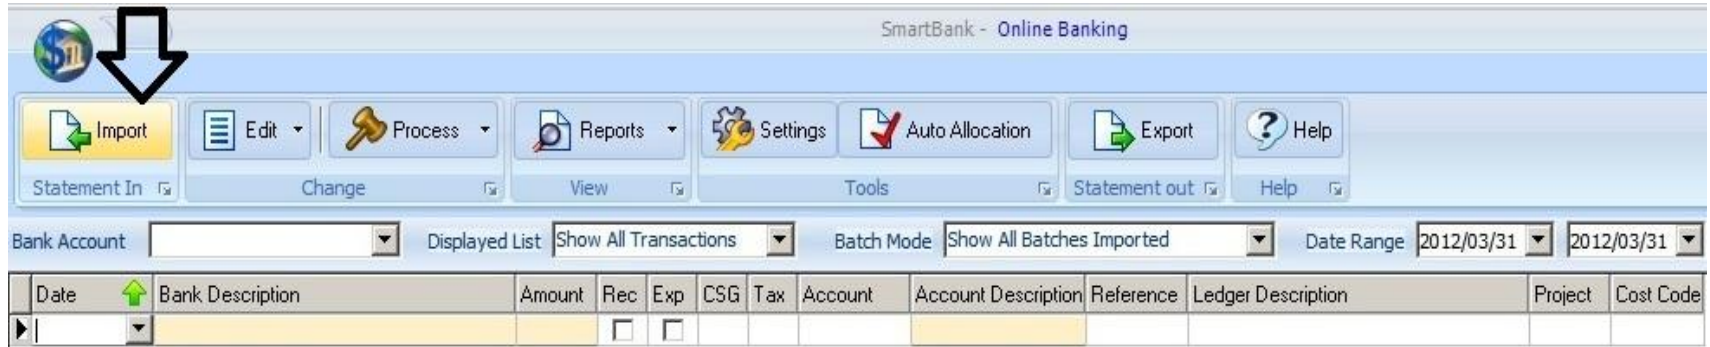 SmartBank - Online Banking
Import Edit Process Reports Settings Auto Allocation Export Help
Statement In Change View Tools Statement out Help
Bank Account Displayed List Show All Transactions Batch Mode Show All Batches Imported Date Range 2012/03/31 2012/03/31
Date Bank Description Amount Rec Exp CSG Tax Account Account Description Reference Ledger Description Project Cost Code